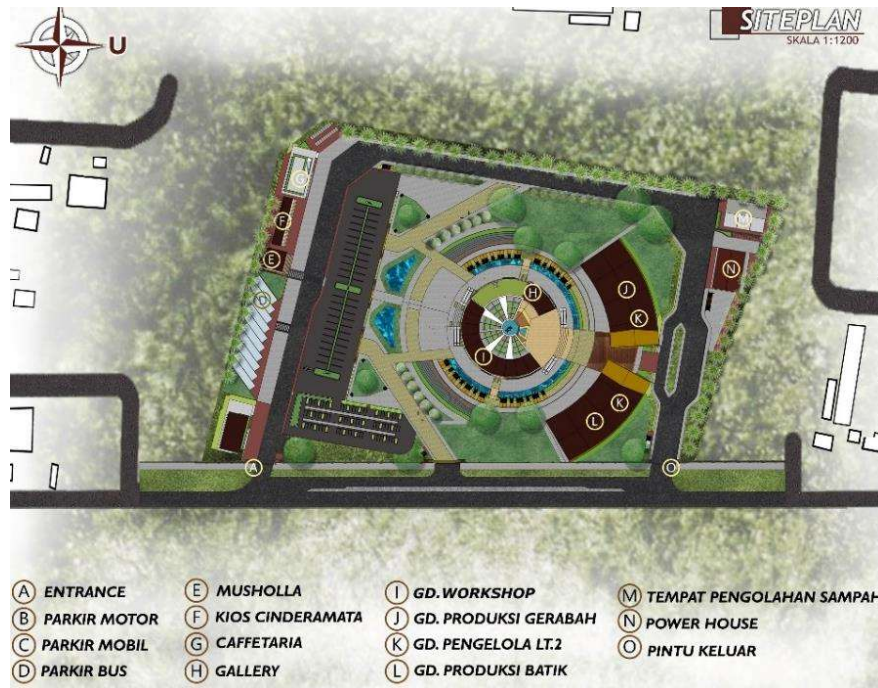 U
SITEPLAN
SKALA 1:1200
G
F
E
D
A
H
I
J
K
K
L
M
N
O
A ENTRANCE
B PARKIR MOTOR
C PARKIR MOBIL
D PARKIR BUS
E MUSHOLLA
F KIOS CINDERAMATA
G CAFFETARIA
H GALLERY
I GD.WORKSHOP
J GD. PRODUKSI GERABAH
K GD. PENGELOLA LT.2
L GD. PRODUKSI BATIK
M TEMPAT PENGOLAHAN SAMPAH
N POWER HOUSE
O PINTU KELUAR